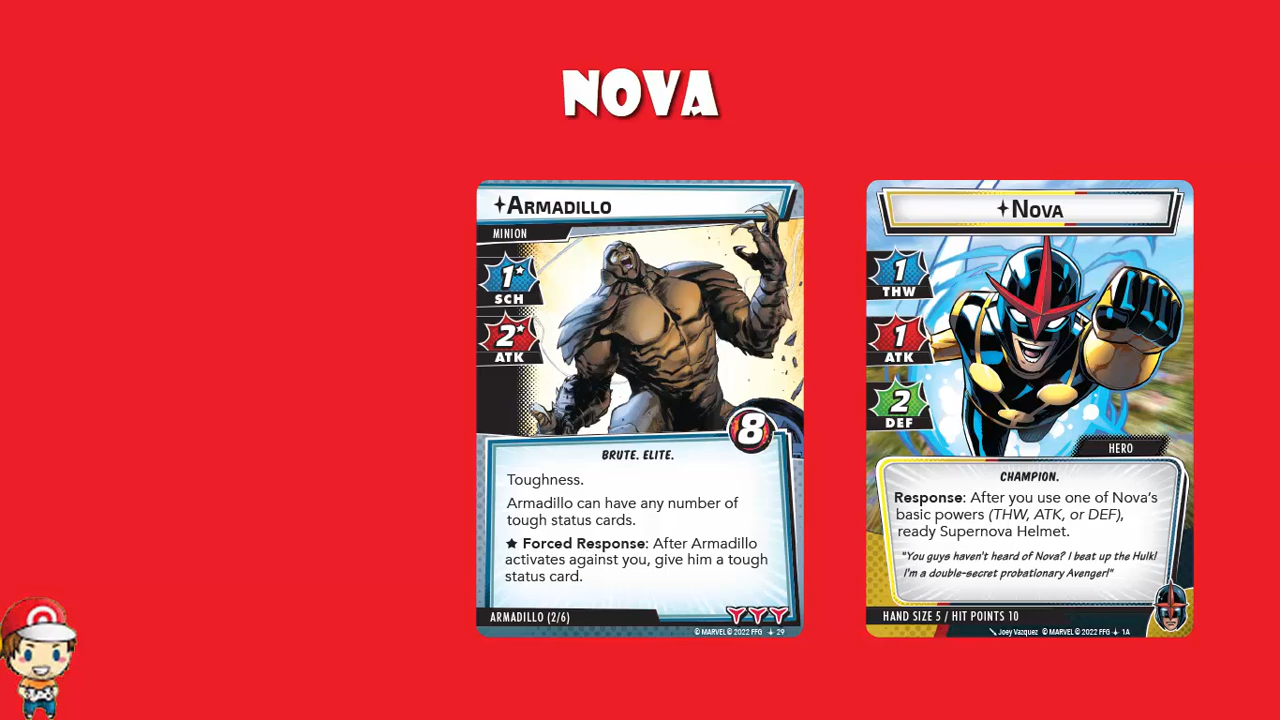 NOVA
ARMADILLO
MINION
1
SCH
2
ATK
8
BRUTE. ELITE.
Toughness.
Armadillo can have any number of
tough status cards.
★ Forced Response: After Armadillo
activates against you, give him a tough
status card.
ARMADILLO (2/6)
© MARVEL © 2022 FFG 29
NOVA
1
THW
1
ATK
2
DEF
HERO
CHAMPION.
Response: After you use one of Nova's
basic powers (THW, ATK, or DEF),
ready Supernova Helmet.
"You guys haven't heard of Nova? I beat up the Hulk!
I'm a double-secret probationary Avenger!"
HAND SIZE 5 / HIT POINTS 10
Joey Vazquez © MARVEL © 2022 FFG 1A